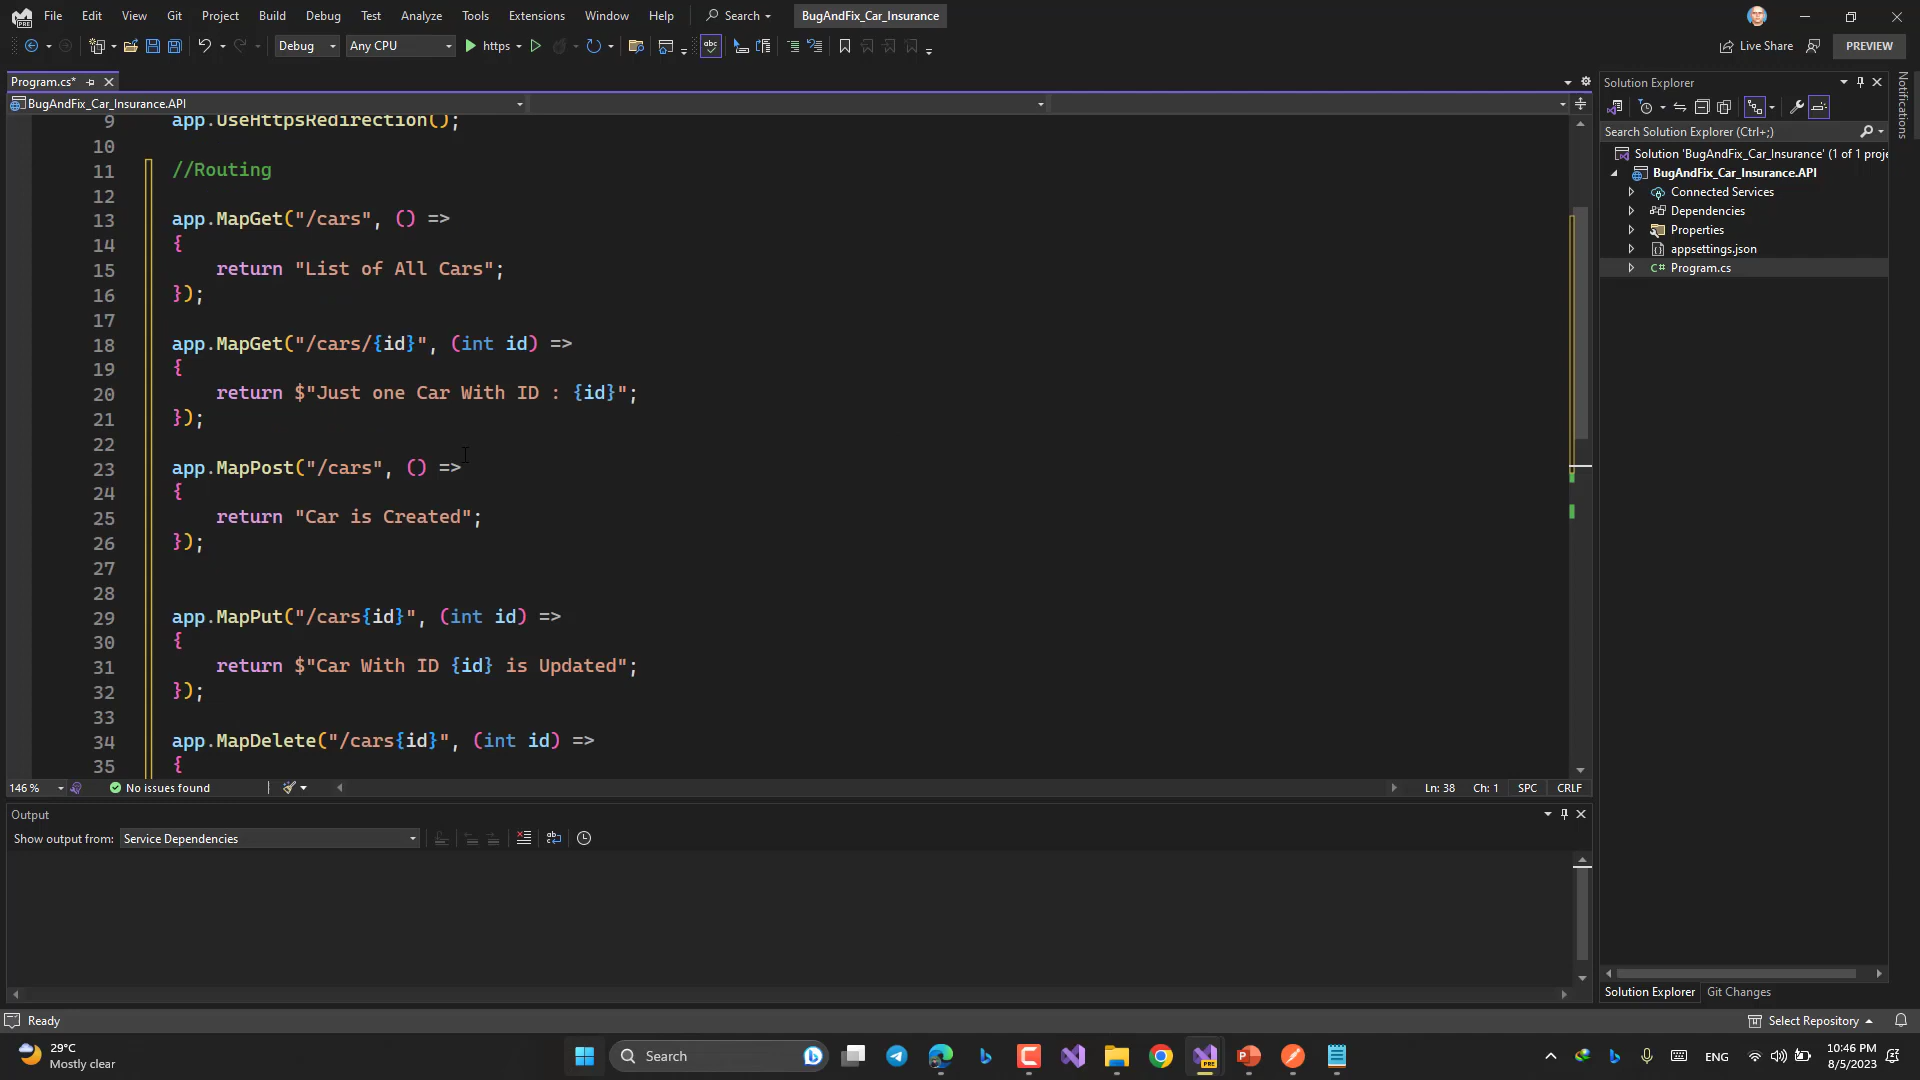 File Edit View Git Project Build Debug Test Analyze Tools Extensions Window Help Search BugAndFix_Car_Insurance
Debug Any CPU https Live Share PREVIEW
Program.cs*
BugAndFix_Car_Insurance.API
9 app.UseHttpsRedirection();
10
11 //Routing
12
13 app.MapGet("/cars", () =>
14 {
15 return "List of All Cars";
16 });
17
18 app.MapGet("/cars/{id}", (int id) =>
19 {
20 return $"Just one Car With ID : {id}";
21 });
22
23 app.MapPost("/cars", () =>
24 {
25 return "Car is Created";
26 });
27
28
29 app.MapPut("/cars{id}", (int id) =>
30 {
31 return $"Car With ID {id} is Updated";
32 });
33
34 app.MapDelete("/cars{id}", (int id) =>
35 {
146 % No issues found Ln: 38 Ch: 1 SPC CRLF
Output
Show output from: Service Dependencies
Solution Explorer
Search Solution Explorer (Ctrl+;)
Solution 'BugAndFix_Car_Insurance' (1 of 1 proje
BugAndFix_Car_Insurance.API
Connected Services
Dependencies
Properties
appsettings.json
C# Program.cs
Solution Explorer Git Changes
Notifications
Ready Select Repository
29°C
Mostly clear
Search
ENG
10:46 PM
8/5/2023